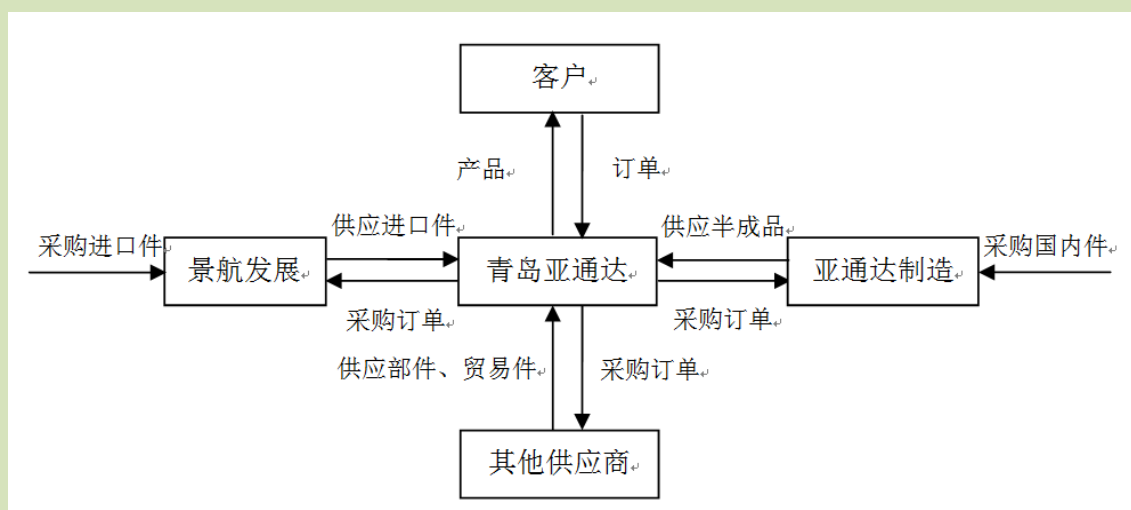 客户
产品
订单
供应进口件
供应半成品
采购进口件
采购国内件
景航发展
青岛亚通达
亚通达制造
采购订单
采购订单
供应部件、贸易件
采购订单
其他供应商